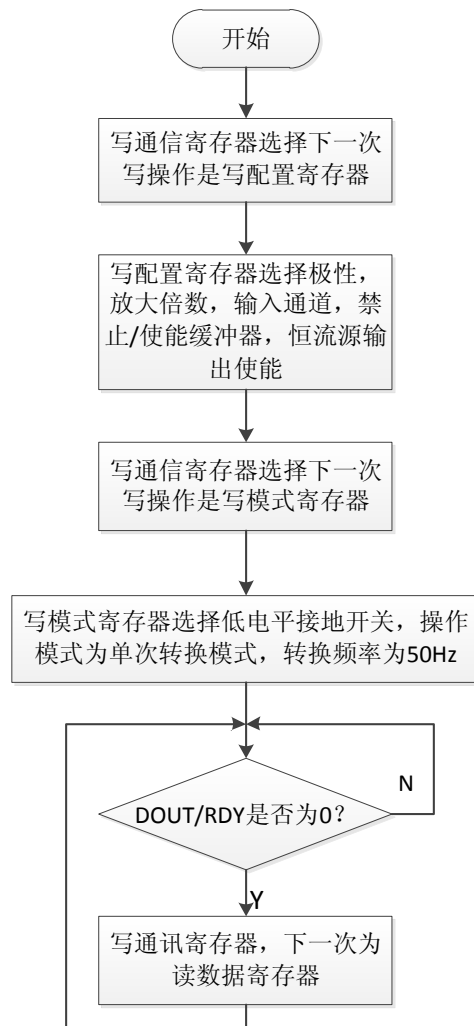 开始
写通信寄存器选择下一次
写操作是写配置寄存器
写配置寄存器选择极性，
放大倍数，输入通道，禁
止/使能缓冲器，恒流源输
出使能
写通信寄存器选择下一次
写操作是写模式寄存器
写模式寄存器选择低电平接地开关，操作
模式为单次转换模式，转换频率为50Hz
N
DOUT/RDY是否为0？
Y
写通讯寄存器，下一次为
读数据寄存器